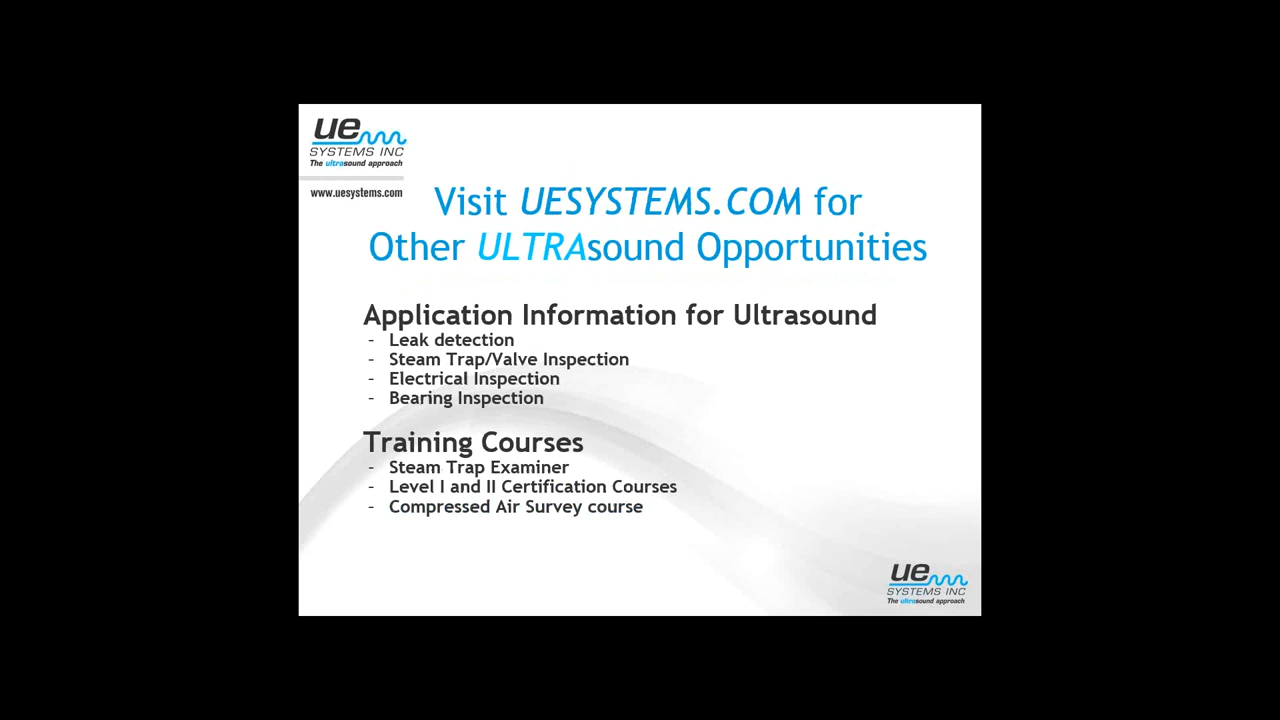 ue
SYSTEMS INC
The ultrasound approach
www.uesystems.com
Visit UESYSTEMS.COM for
Other ULTRAsound Opportunities
Application Information for Ultrasound
- Leak detection
- Steam Trap/Valve Inspection
- Electrical Inspection
- Bearing Inspection
Training Courses
- Steam Trap Examiner
- Level I and II Certification Courses
- Compressed Air Survey course
ue
SYSTEMS INC
The ultrasound approach